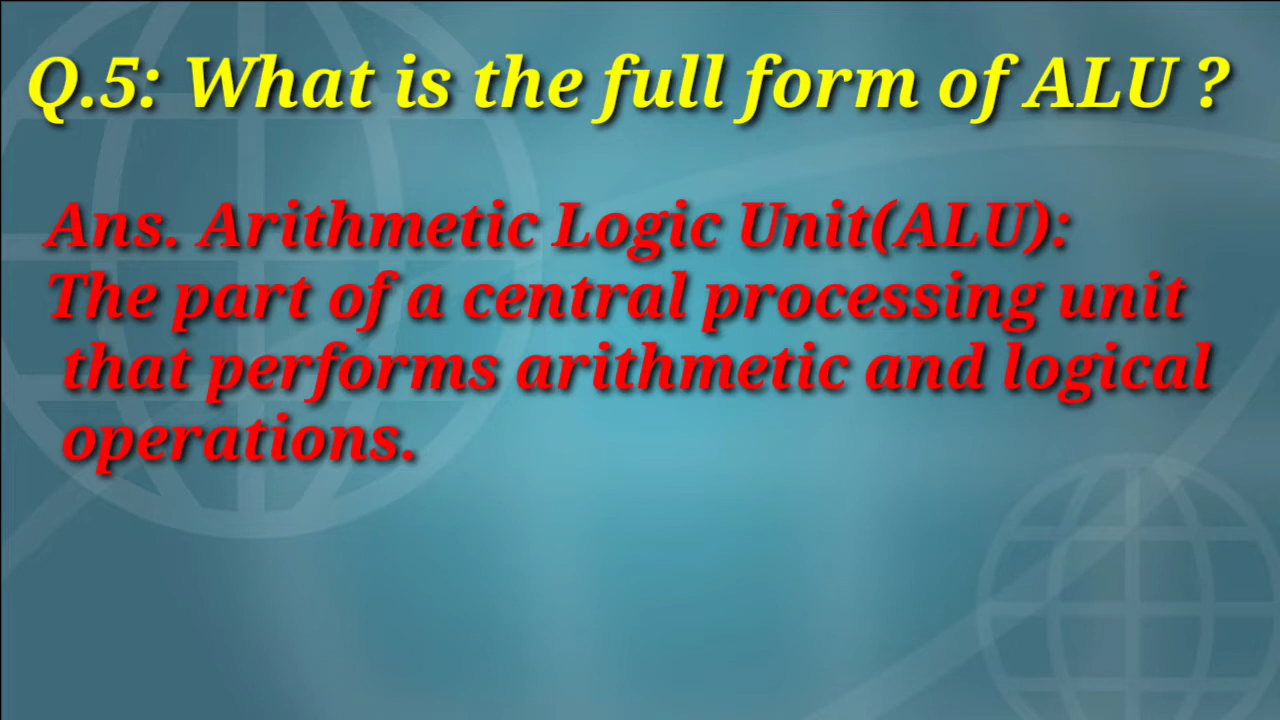 Q.5: What is the full form of ALU ?
Ans. Arithmetic Logic Unit(ALU):
The part of a central processing unit
that performs arithmetic and logical
operations.